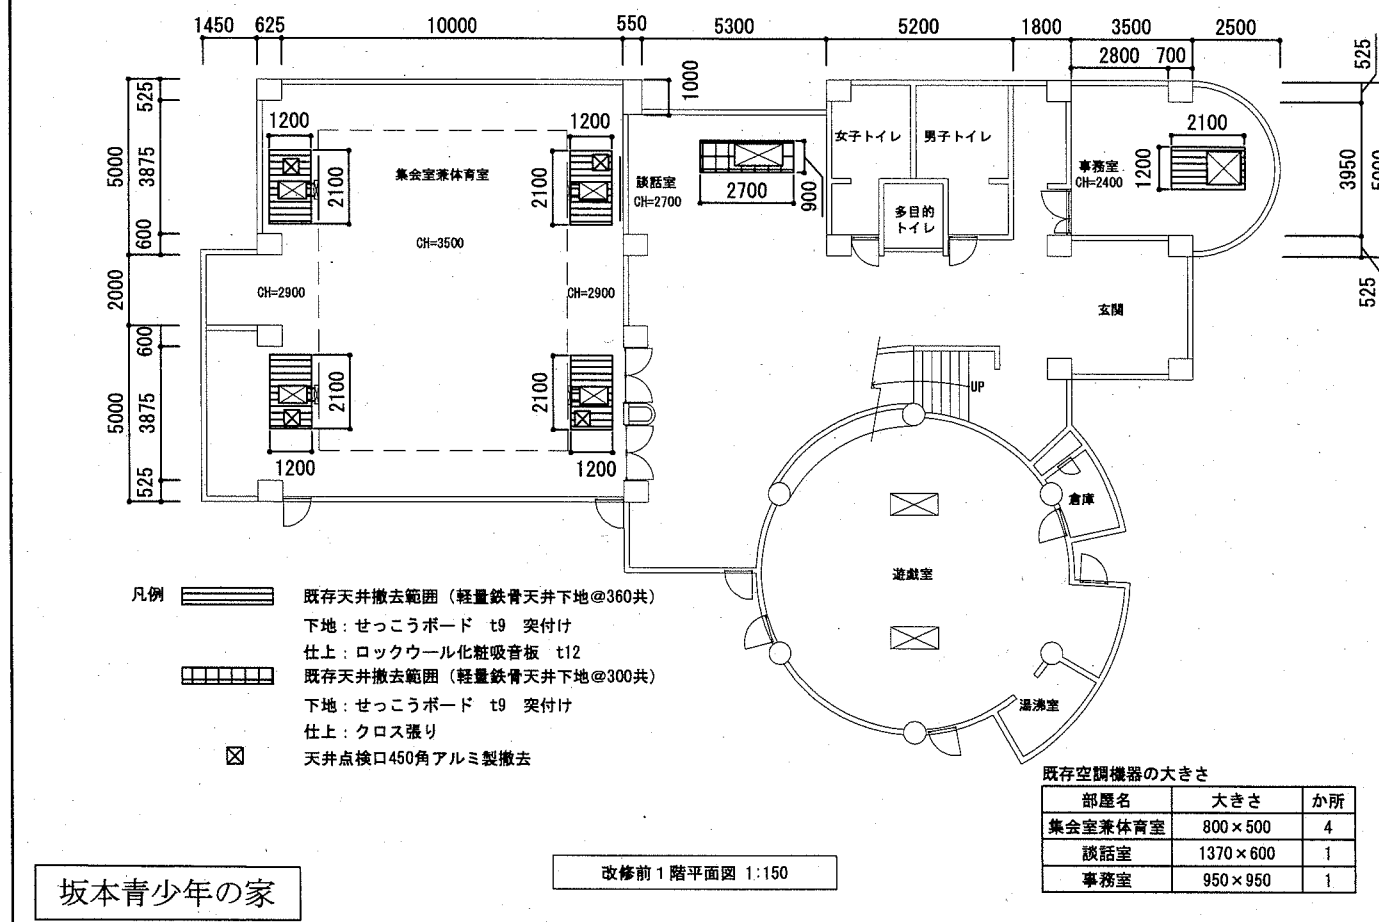 1450 625 10000 550 5300 5200 1800 3500 2500
2800 700
525
1000
525
3875
5000
600
2000
600
3875
5000
525
1200
2100
1200
2100
集会室兼体育室
CH=3500
CH=2900
CH=2900
2100
1200
2100
1200
談話室
CH=2700
2700
900
女子トイレ
男子トイレ
多目的
トイレ
事務室
CH=2400
2100
1200
3950
5000
525
玄関
UP
倉庫
遊戯室
湯沸室
凡例
既存天井撤去範囲（軽量鉄骨天井下地@360共）
下地：せっこうボード t9 突付け
仕上：ロックウール化粧吸音板 t12
既存天井撤去範囲（軽量鉄骨天井下地@300共）
下地：せっこうボード t9 突付け
仕上：クロス張り
天井点検口450角アルミ製撤去
既存空調機器の大きさ
部屋名 大きさ か所
集会室兼体育室 800×500 4
談話室 1370×600 1
事務室 950×950 1
改修前1階平面図 1:150
坂本青少年の家